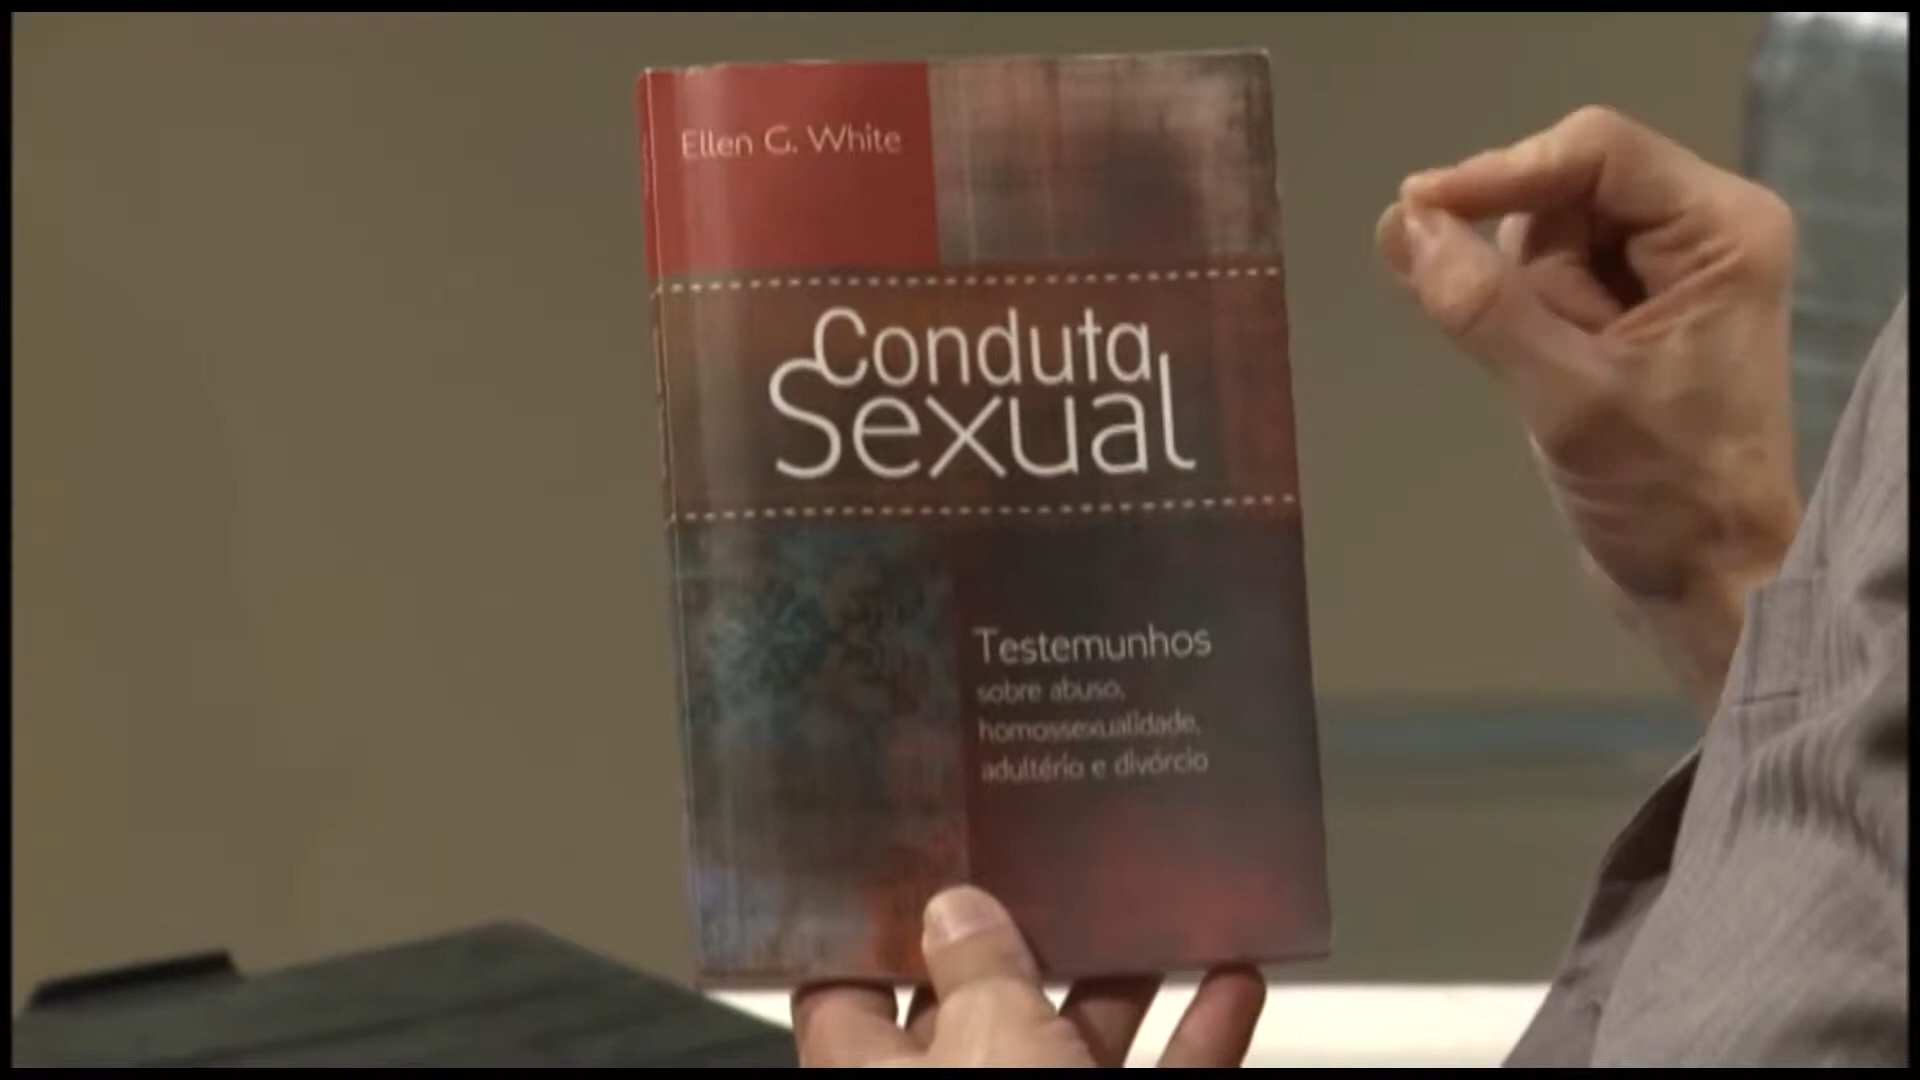 Ellen G. White
Conduta
Sexual
Testemunhos
sobre abuso,
homossexualidade,
adultério e divórcio